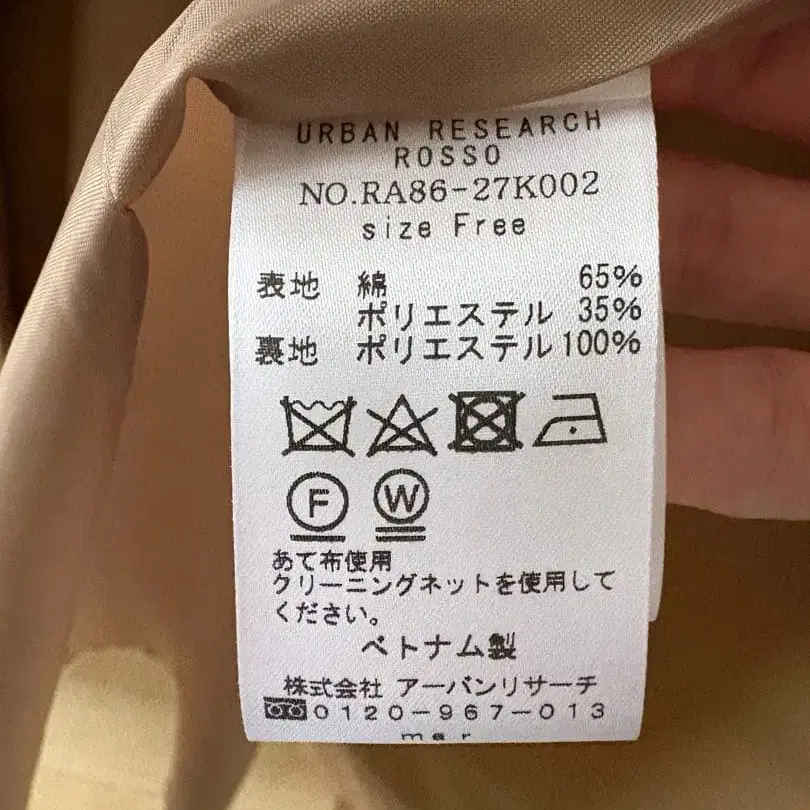 URBAN RESEARCH
ROSSO
NO.RA86-27K002
size Free
表地 綿 65%
ポリエステル 35%
裏地 ポリエステル 100%
F W
あて布使用
クリーニングネットを使用して
ください。
ベトナム製
株式会社 アーバンリサーチ
0120-967-013
mar